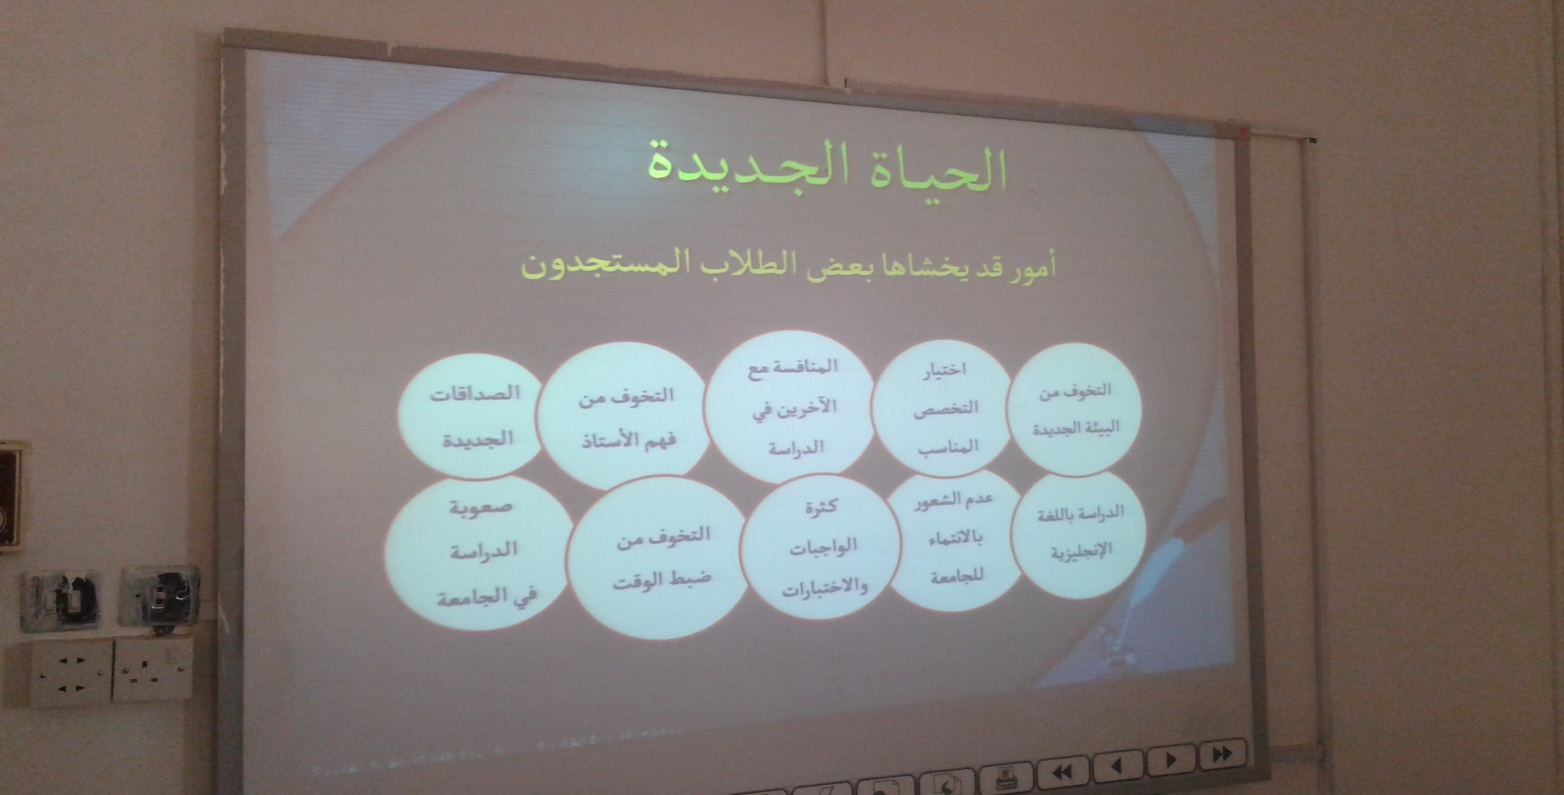 الحياة الجديدة
أمور قد يخشاها بعض الطلاب المستجدون
التخوف من
البيئة الجديدة
اختيار
التخصص
المناسب
المنافسة مع
الآخرين في
الدراسة
التخوف من
فهم الأستاذ
الصداقات
الجديدة
الدراسة باللغة
الإنجليزية
عدم الشعور
بالانتماء
للجامعة
كثرة
الواجبات
والاختبارات
التخوف من
ضبط الوقت
صعوبة
الدراسة
في الجامعة